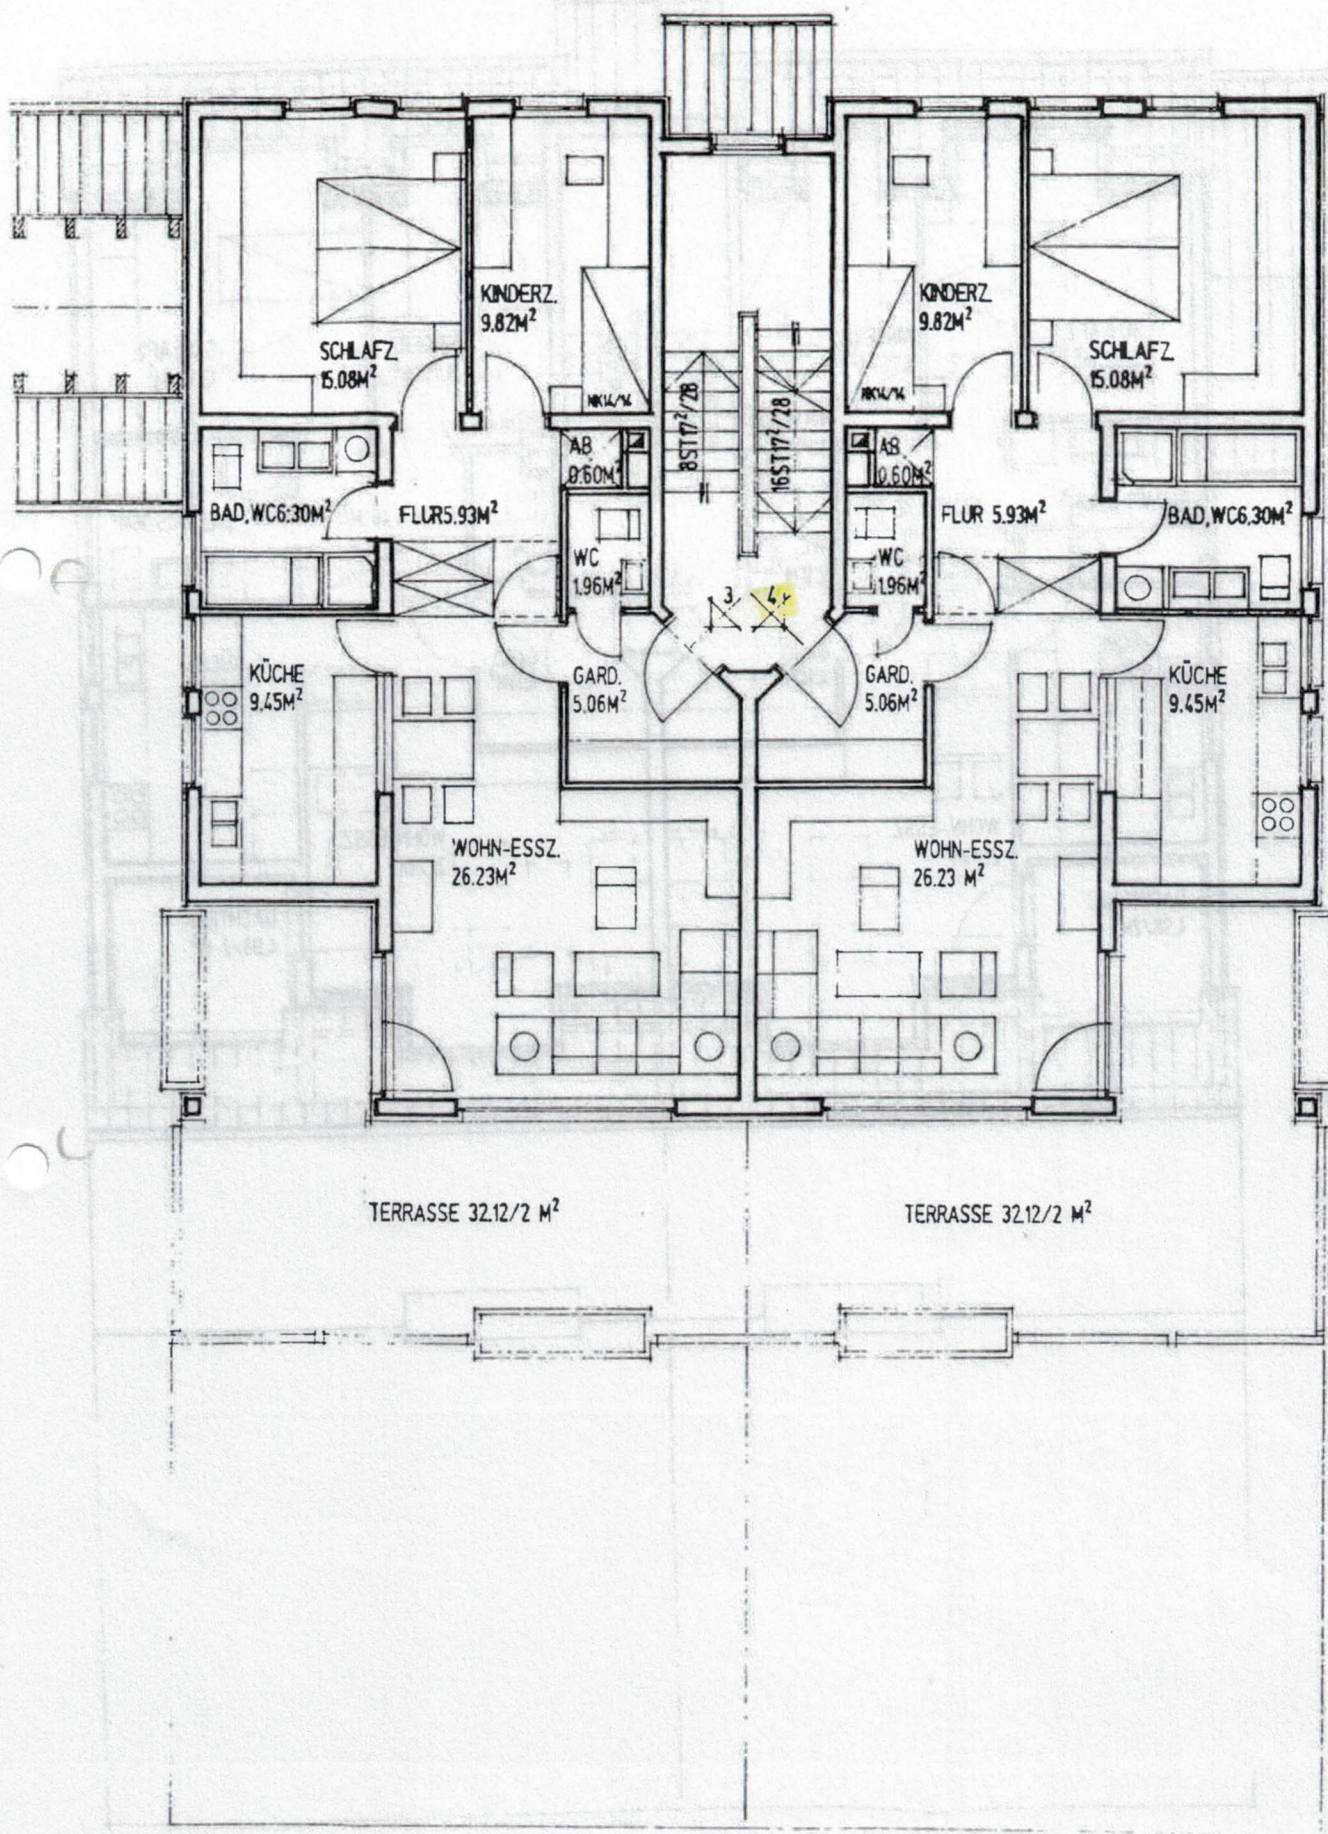 KINDERZ.
9.82M²
KINDERZ
9.82M²
SCHLAFZ
15.08M²
SCHLAFZ
15.08M²
8ST17²/28
16ST17²/28
AB
0.60M²
AB
0.60M²
BAD,WC6.30M²
FLUR5.93M²
FLUR 5.93M²
BAD,WC6.30M²
WC
1.96M²
WC
1.96M²
3
4
KÜCHE
9.45M²
GARD.
5.06M²
GARD.
5.06M²
KÜCHE
9.45M²
WOHN-ESSZ.
26.23M²
WOHN-ESSZ.
26.23 M²
TERRASSE 32.12/2 M²
TERRASSE 32.12/2 M²